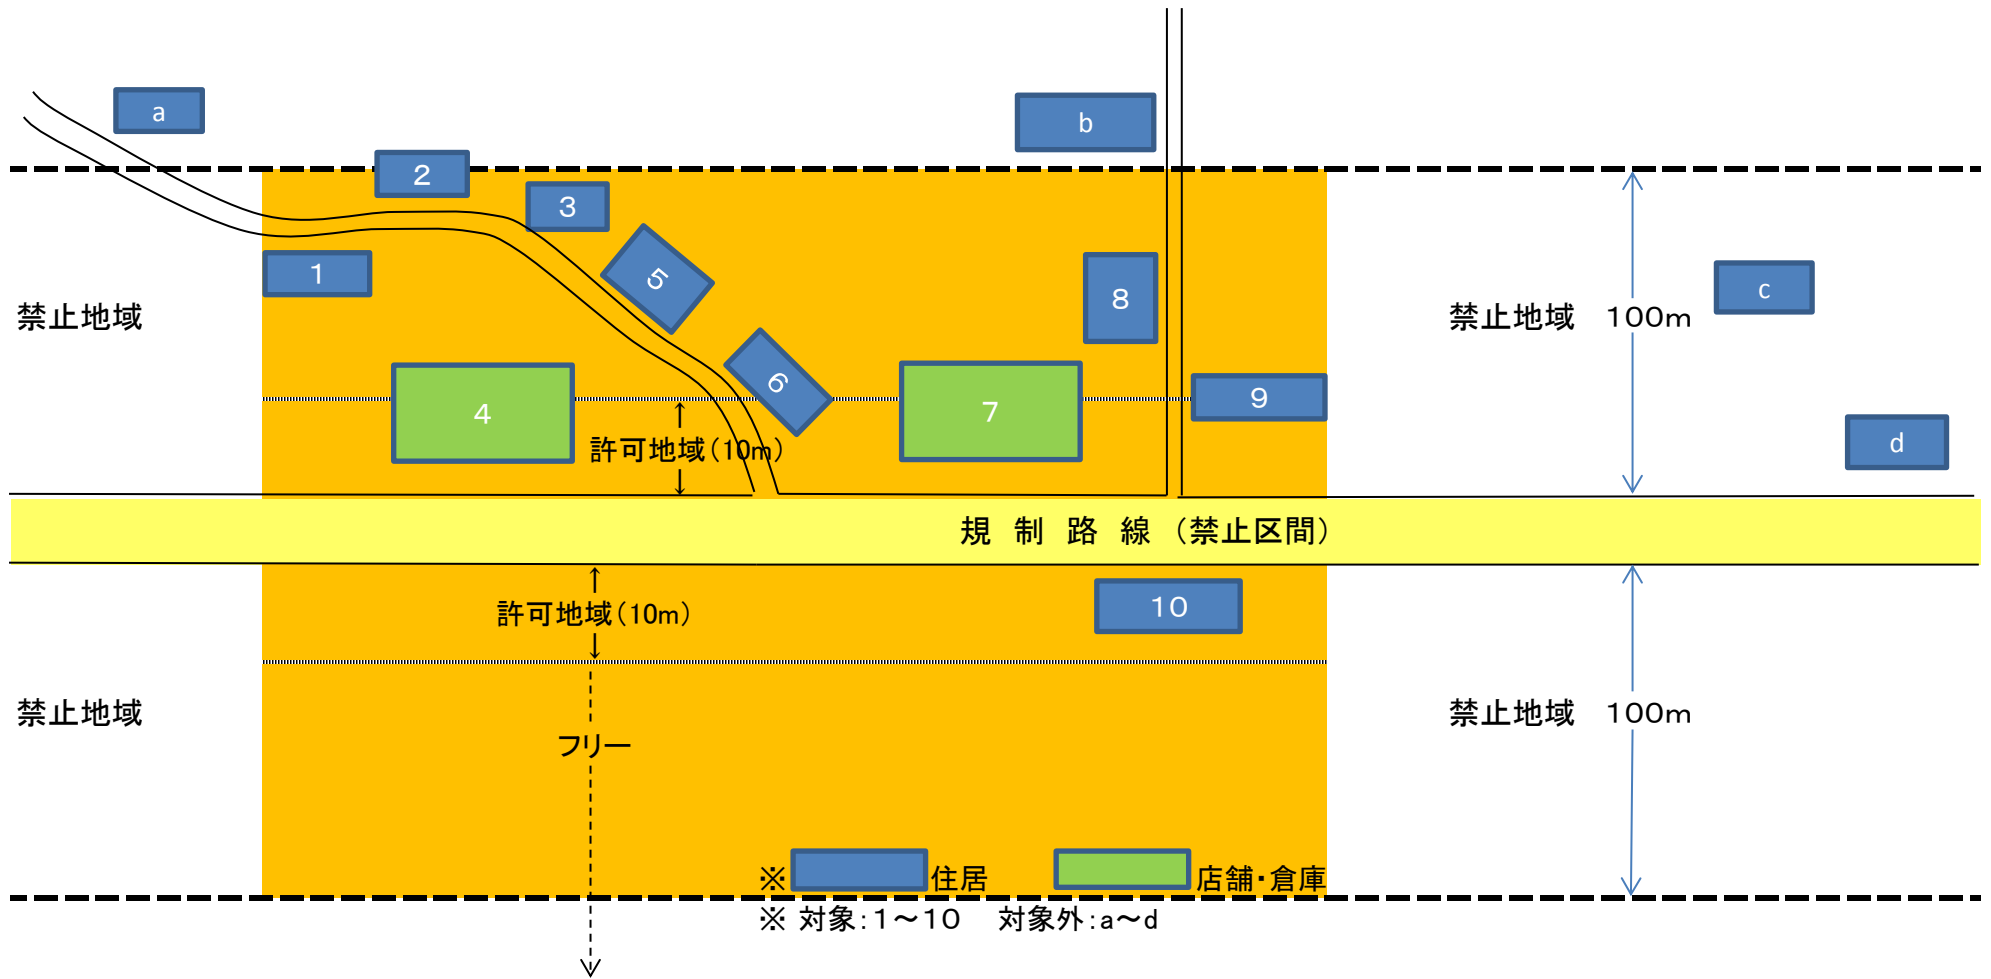 a
b
2
3
1
5
8
c
禁止地域
禁止地域　100m
6
9
4
7
許可地域（10m）
d
規 制 路 線 （禁止区間）
許可地域（10m）
10
禁止地域
禁止地域　100m
フリー
※ 住居 店舗・倉庫
※ 対象：1～10　対象外：a～d